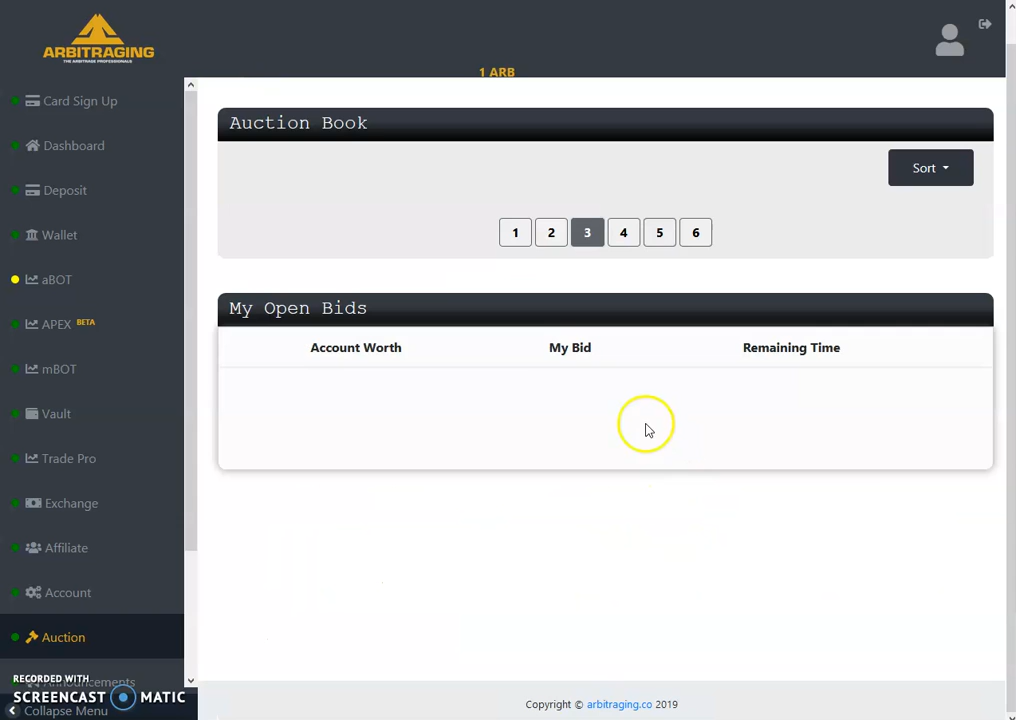 ARBITRAGING
THE ARBITRAGE PROFESSIONALS
1 ARB
Card Sign Up
Dashboard
Deposit
Wallet
aBOT
APEX BETA
mBOT
Vault
Trade Pro
Exchange
Affiliate
Account
Auction
Announcements
Collapse Menu
RECORDED WITH
SCREENCAST MATIC
Auction Book
Sort
1 2 3 4 5 6
My Open Bids
Account Worth My Bid Remaining Time
Copyright © arbitraging.co 2019